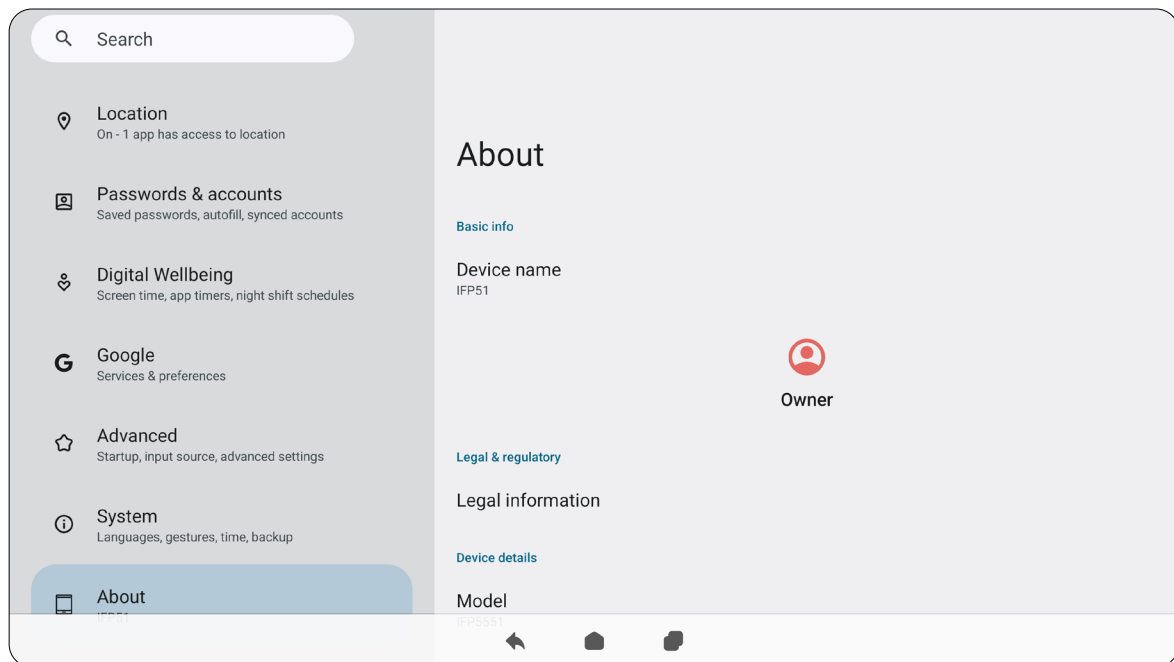 Search
Location
On - 1 app has access to location
Passwords & accounts
Saved passwords, autofill, synced accounts
Digital Wellbeing
Screen time, app timers, night shift schedules
Google
Services & preferences
Advanced
Startup, input source, advanced settings
System
Languages, gestures, time, backup
About
IFP51
About
Basic info
Device name
IFP51
Owner
Legal & regulatory
Legal information
Device details
Model
IFP5551